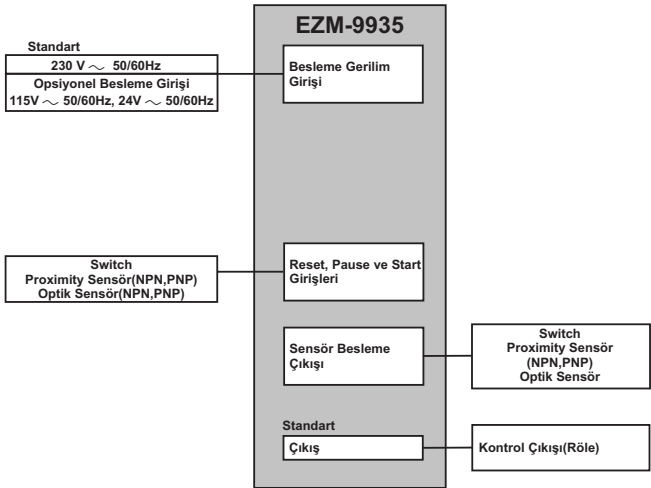 EZM-9935
Standart
230 V ~ 50/60Hz
Opsiyonel Besleme Girişi
115V ~ 50/60Hz, 24V ~ 50/60Hz
Besleme Gerilim
Girişi
Switch
Proximity Sensör(NPN,PNP)
Optik Sensör(NPN,PNP)
Reset, Pause ve Start
Girişleri
Sensör Besleme
Çıkışı
Switch
Proximity Sensör
(NPN,PNP)
Optik Sensör
Standart
Çıkış
Kontrol Çıkışı(Röle)